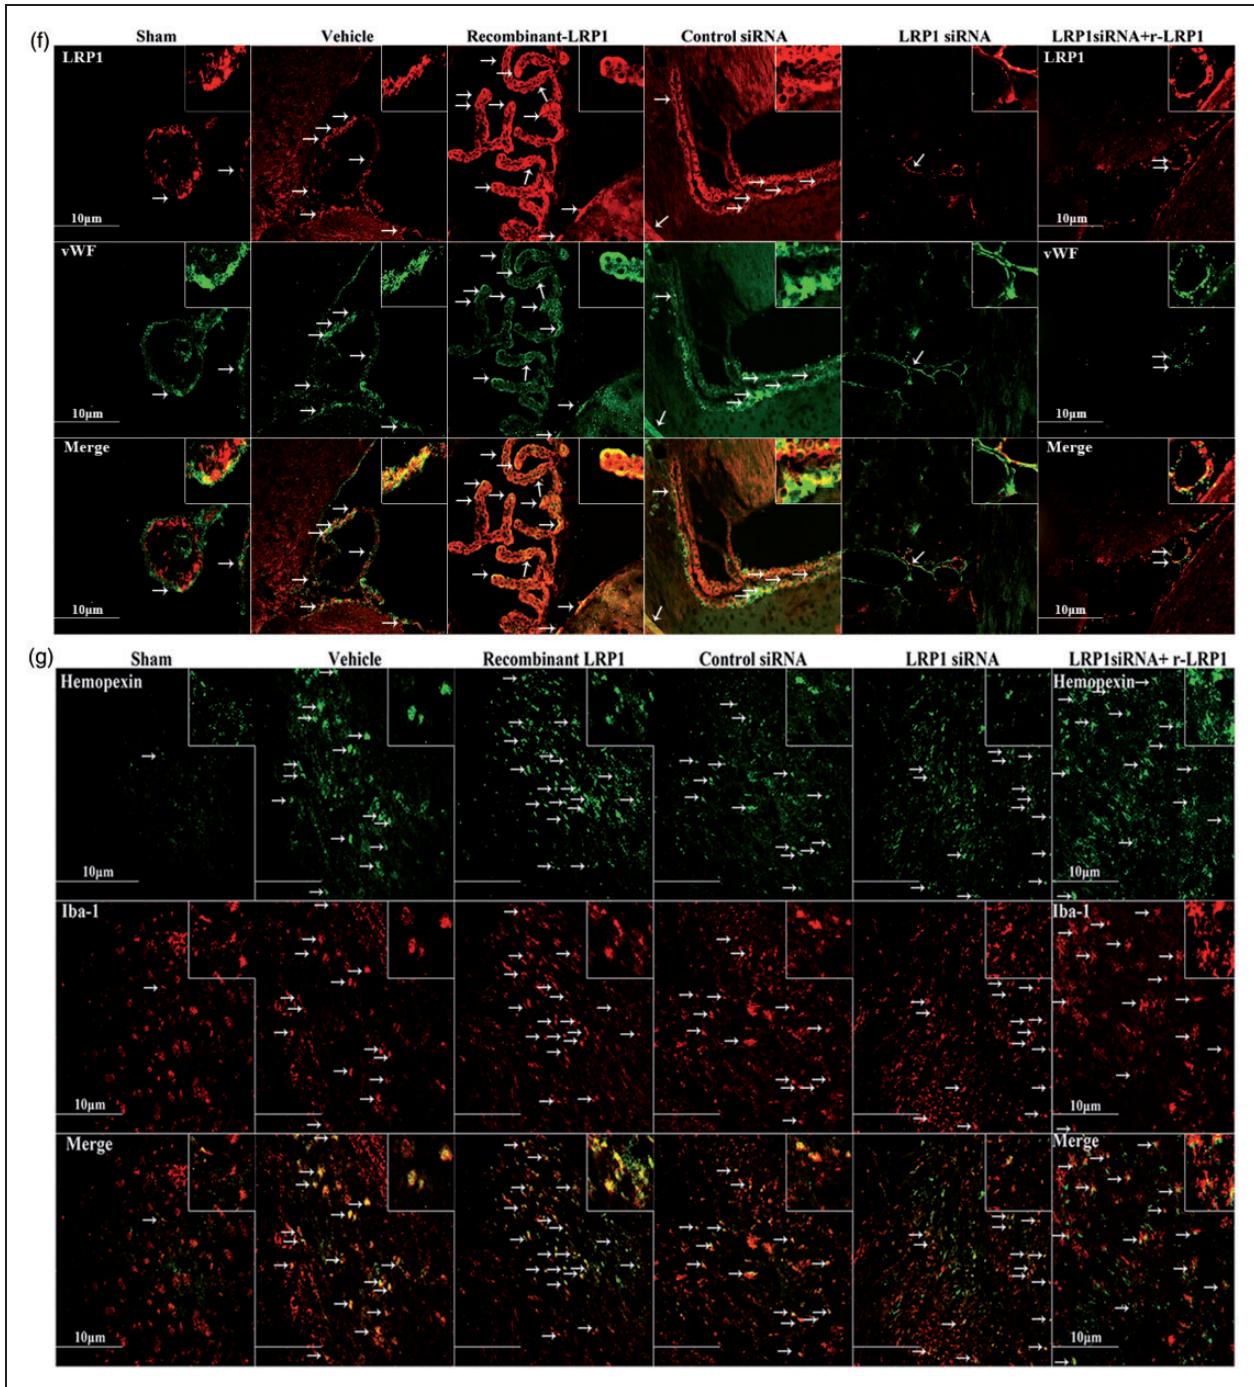 (f)
Sham Vehicle Recombinant-LRP1 Control siRNA LRP1 siRNA LRP1siRNA+r-LRP1
LRP1 LRP1
10µm 10µm
vWF vWF
10µm 10µm
Merge Merge
10µm 10µm
(g)
Sham Vehicle Recombinant LRP1 Control siRNA LRP1 siRNA LRP1siRNA+ r-LRP1
Hemopexin Hemopexin
10µm 10µm
Iba-1 Iba-1
10µm 10µm
Merge Merge
10µm 10µm